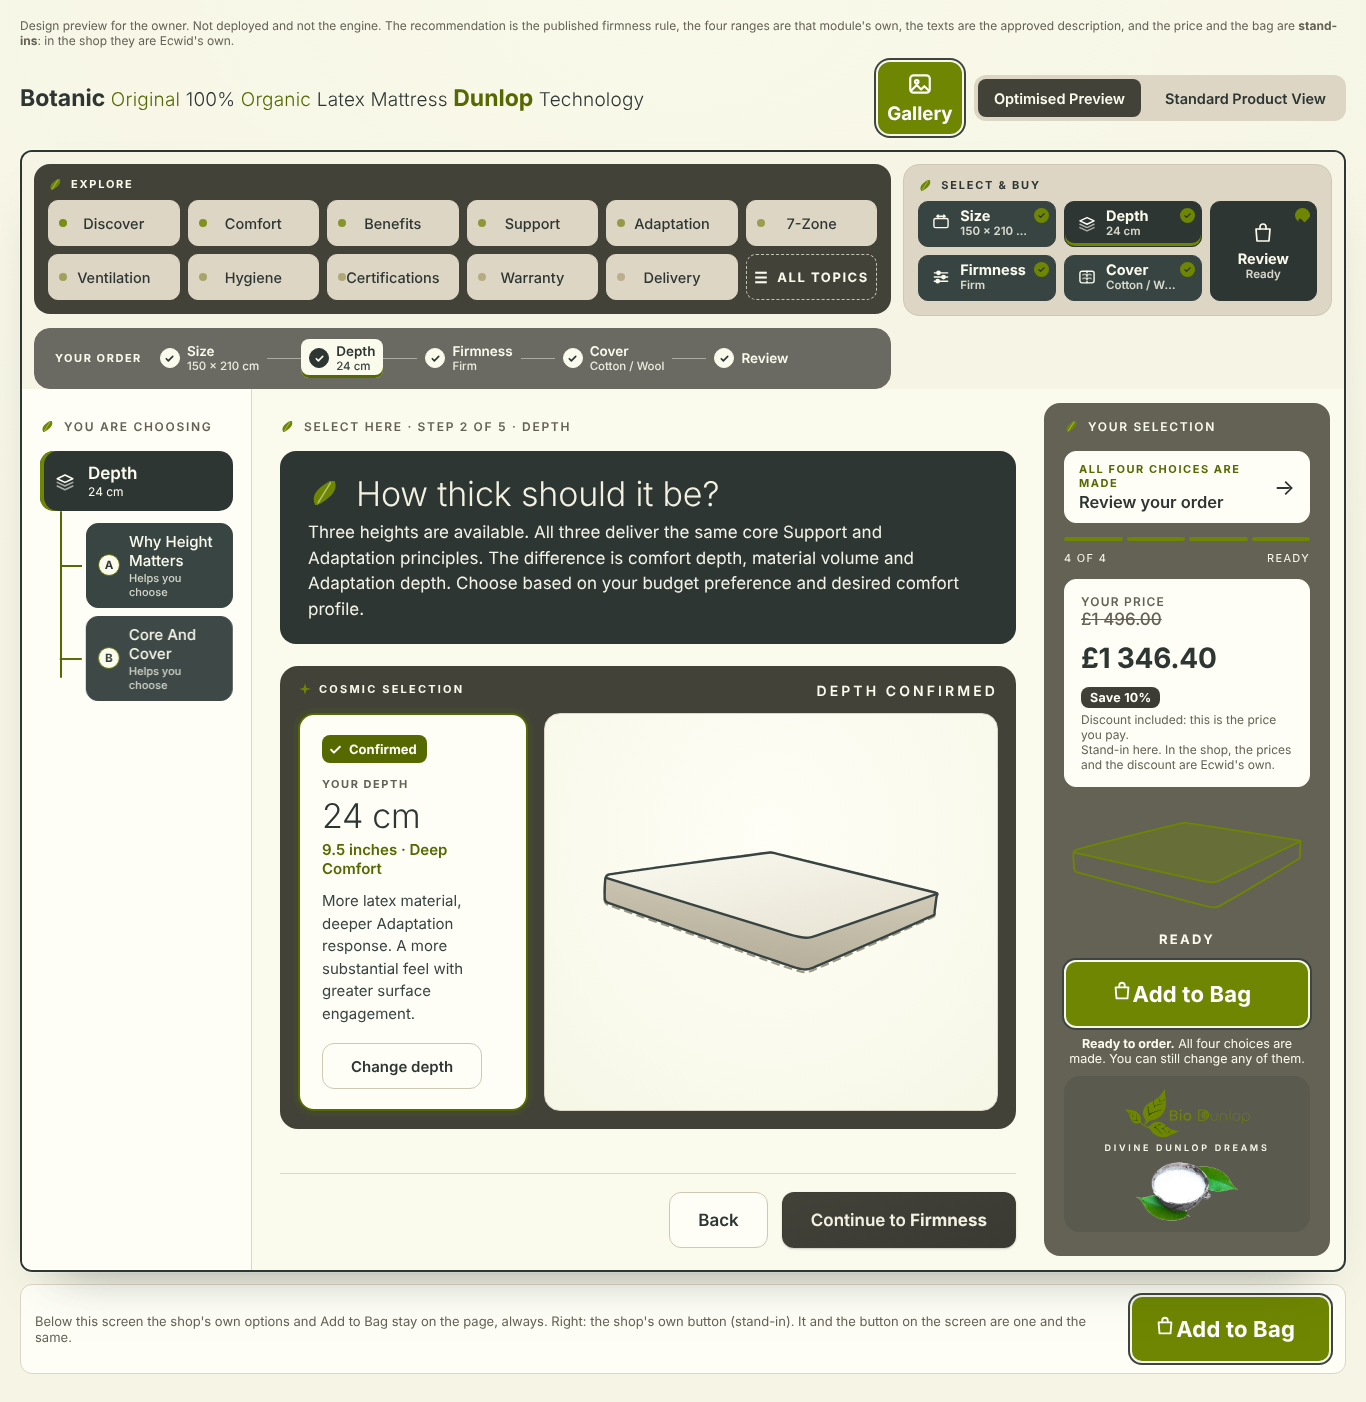 Design preview for the owner. Not deployed and not the engine. The recommendation is the published firmness rule, the four ranges are that module's own, the texts are the approved description, and the price and the bag are stand-
ins: in the shop they are Ecwid's own.
Botanic Original 100% Organic Latex Mattress Dunlop Technology
Gallery
Optimised Preview
Standard Product View
EXPLORE
Discover
Comfort
Benefits
Support
Adaptation
7-Zone
Ventilation
Hygiene
Certifications
Warranty
Delivery
ALL TOPICS
SELECT & BUY
Size
150 × 210 ...
Depth
24 cm
Firmness
Firm
Cover
Cotton / W...
Review
Ready
YOUR ORDER
Size
150 × 210 cm
Depth
24 cm
Firmness
Firm
Cover
Cotton / Wool
Review
YOU ARE CHOOSING
Depth
24 cm
A
Why Height
Matters
Helps you
choose
B
Core And
Cover
Helps you
choose
SELECT HERE · STEP 2 OF 5 · DEPTH
How thick should it be?
Three heights are available. All three deliver the same core Support and
Adaptation principles. The difference is comfort depth, material volume and
Adaptation depth. Choose based on your budget preference and desired comfort
profile.
COSMIC SELECTION
DEPTH CONFIRMED
Confirmed
YOUR DEPTH
24 cm
9.5 inches · Deep
Comfort
More latex material,
deeper Adaptation
response. A more
substantial feel with
greater surface
engagement.
Change depth
Back
Continue to Firmness
YOUR SELECTION
ALL FOUR CHOICES ARE
MADE
Review your order
4 OF 4
READY
YOUR PRICE
£1 496.00
£1 346.40
Save 10%
Discount included: this is the price
you pay.
Stand-in here. In the shop, the prices
and the discount are Ecwid's own.
READY
Add to Bag
Ready to order. All four choices are
made. You can still change any of them.
Bio Dunlop
DIVINE DUNLOP DREAMS
Below this screen the shop's own options and Add to Bag stay on the page, always. Right: the shop's own button (stand-in). It and the button on the screen are one and the
same.
Add to Bag